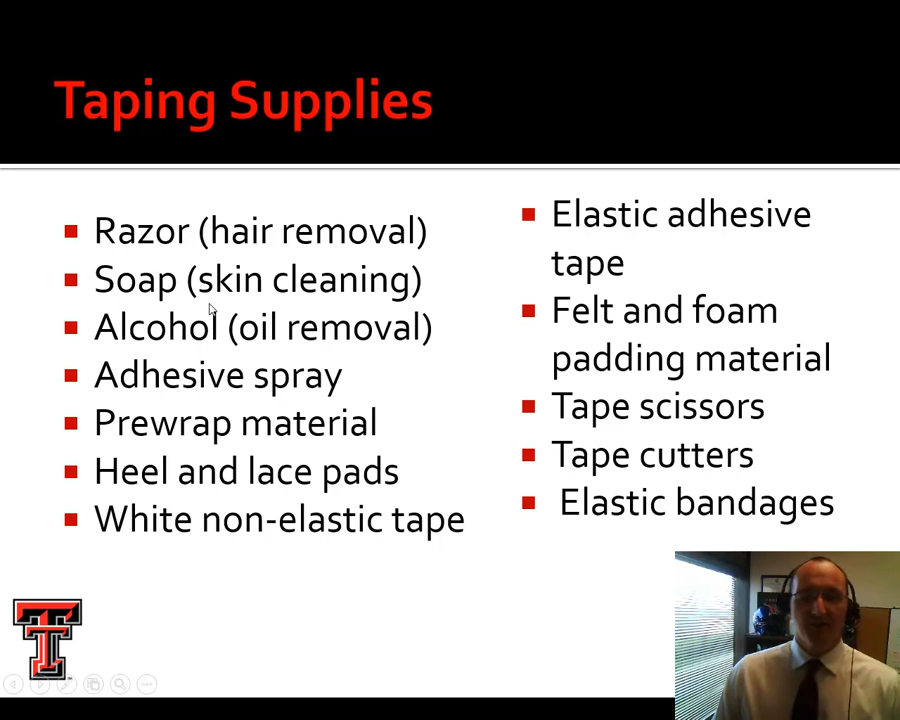 Taping Supplies
Razor (hair removal)
Soap (skin cleaning)
Alcohol (oil removal)
Adhesive spray
Prewrap material
Heel and lace pads
White non-elastic tape
Elastic adhesive
tape
Felt and foam
padding material
Tape scissors
Tape cutters
Elastic bandages